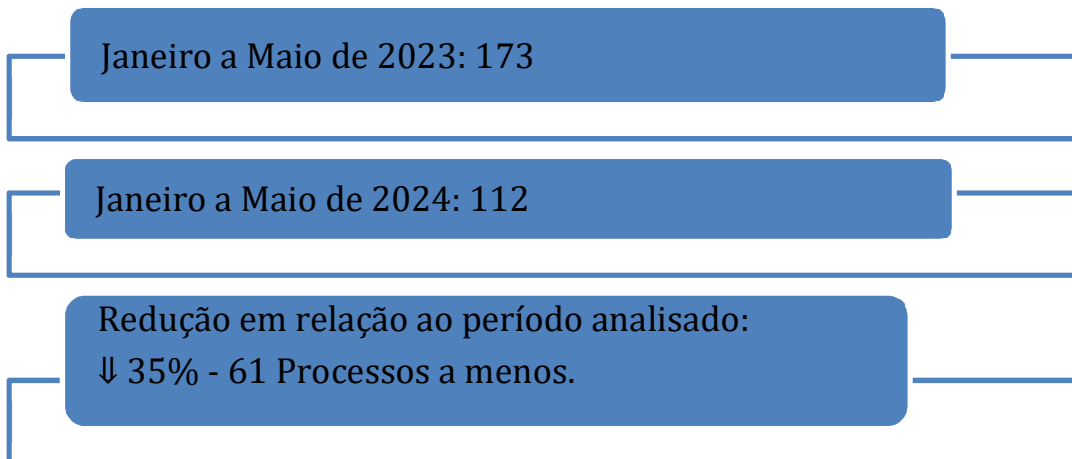 Janeiro a Maio de 2023: 173
Janeiro a Maio de 2024: 112
Redução em relação ao período analisado:
⇓ 35% - 61 Processos a menos.